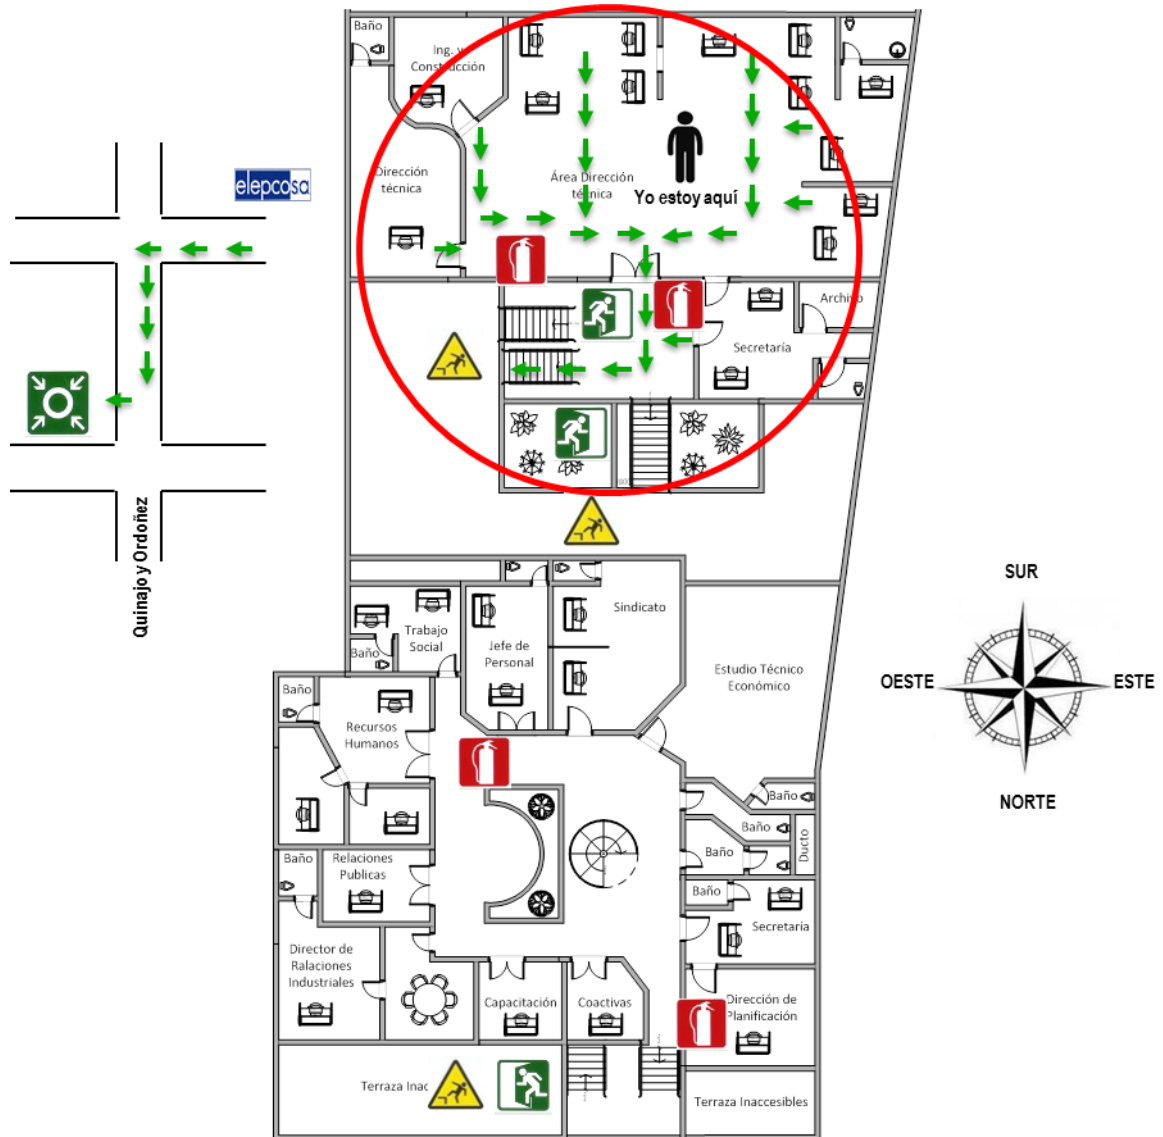 Baño
Ing. y
Construcción
Dirección
técnica
Área Dirección
técnica
Yo estoy aquí
elepcosa
Archivo
Secretaría
Quinajo y Ordoñez
SUR
OESTE
ESTE
NORTE
Sindicato
Trabajo
Social
Baño
Jefe de
Personal
Estudio Técnico
Económico
Baño
Recursos
Humanos
Baño
Baño
Baño
Ducto
Baño
Relaciones
Publicas
Baño
Secretaria
Director de
Ralaciones
Industriales
Capacitación
Coactivas
Dirección de
Planificación
Terraza Inac
Terraza Inaccesibles